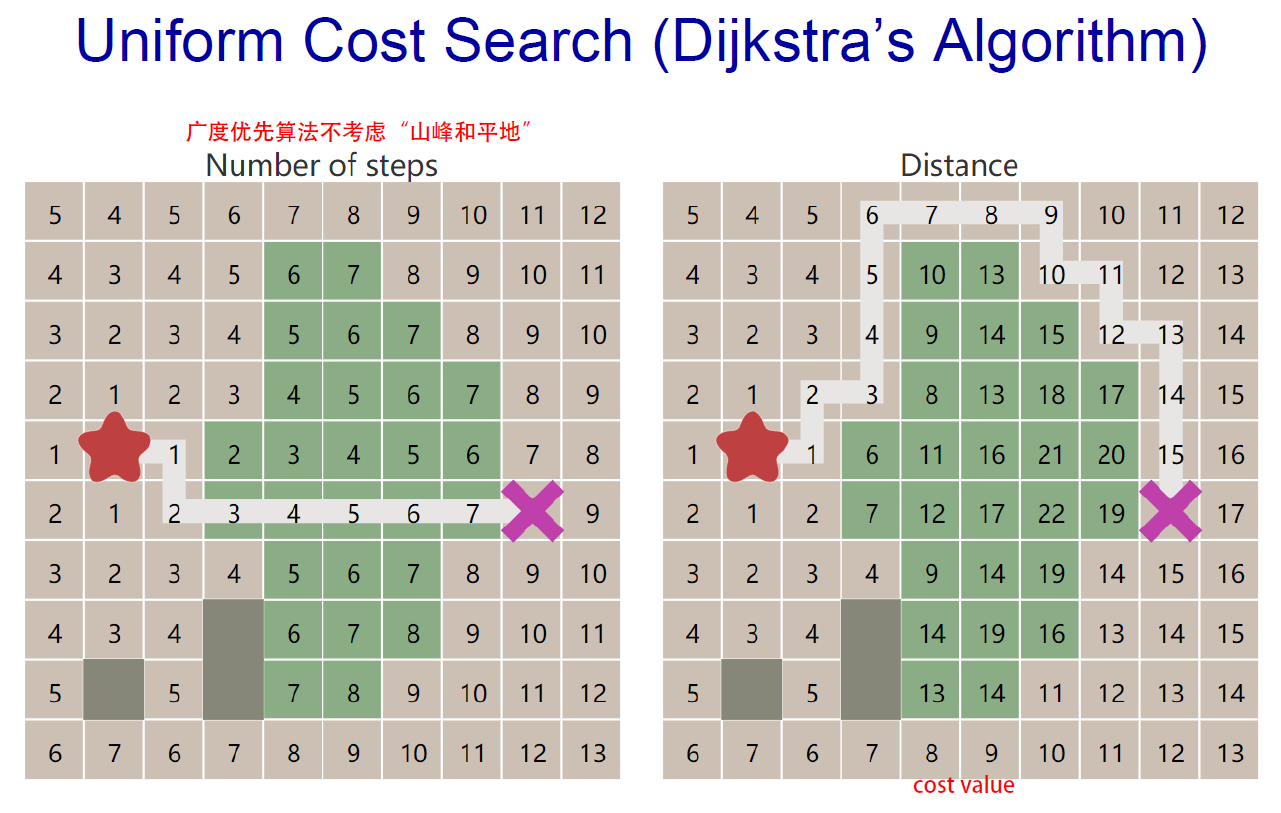 Uniform Cost Search (Dijkstra’s Algorithm)
广度优先算法不考虑“山峰和平地”
Number of steps
5 4 5 6 7 8 9 10 11 12
4 3 4 5 6 7 8 9 10 11
3 2 3 4 5 6 7 8 9 10
2 1 2 3 4 5 6 7 8 9
1 1 2 3 4 5 6 7 8
2 1 2 3 4 5 6 7 9
3 2 3 4 5 6 7 8 9 10
4 3 4 6 7 8 9 10 11
5 5 7 8 9 10 11 12
6 7 6 7 8 9 10 11 12 13
Distance
5 4 5 6 7 8 9 10 11 12
4 3 4 5 10 13 10 11 12 13
3 2 3 4 9 14 15 12 13 14
2 1 2 3 8 13 18 17 14 15
1 1 6 11 16 21 20 15 16
2 1 2 7 12 17 22 19 17
3 2 3 4 9 14 19 14 15 16
4 3 4 14 19 16 13 14 15
5 5 13 14 11 12 13 14
6 7 6 7 8 9 10 11 12 13
cost value